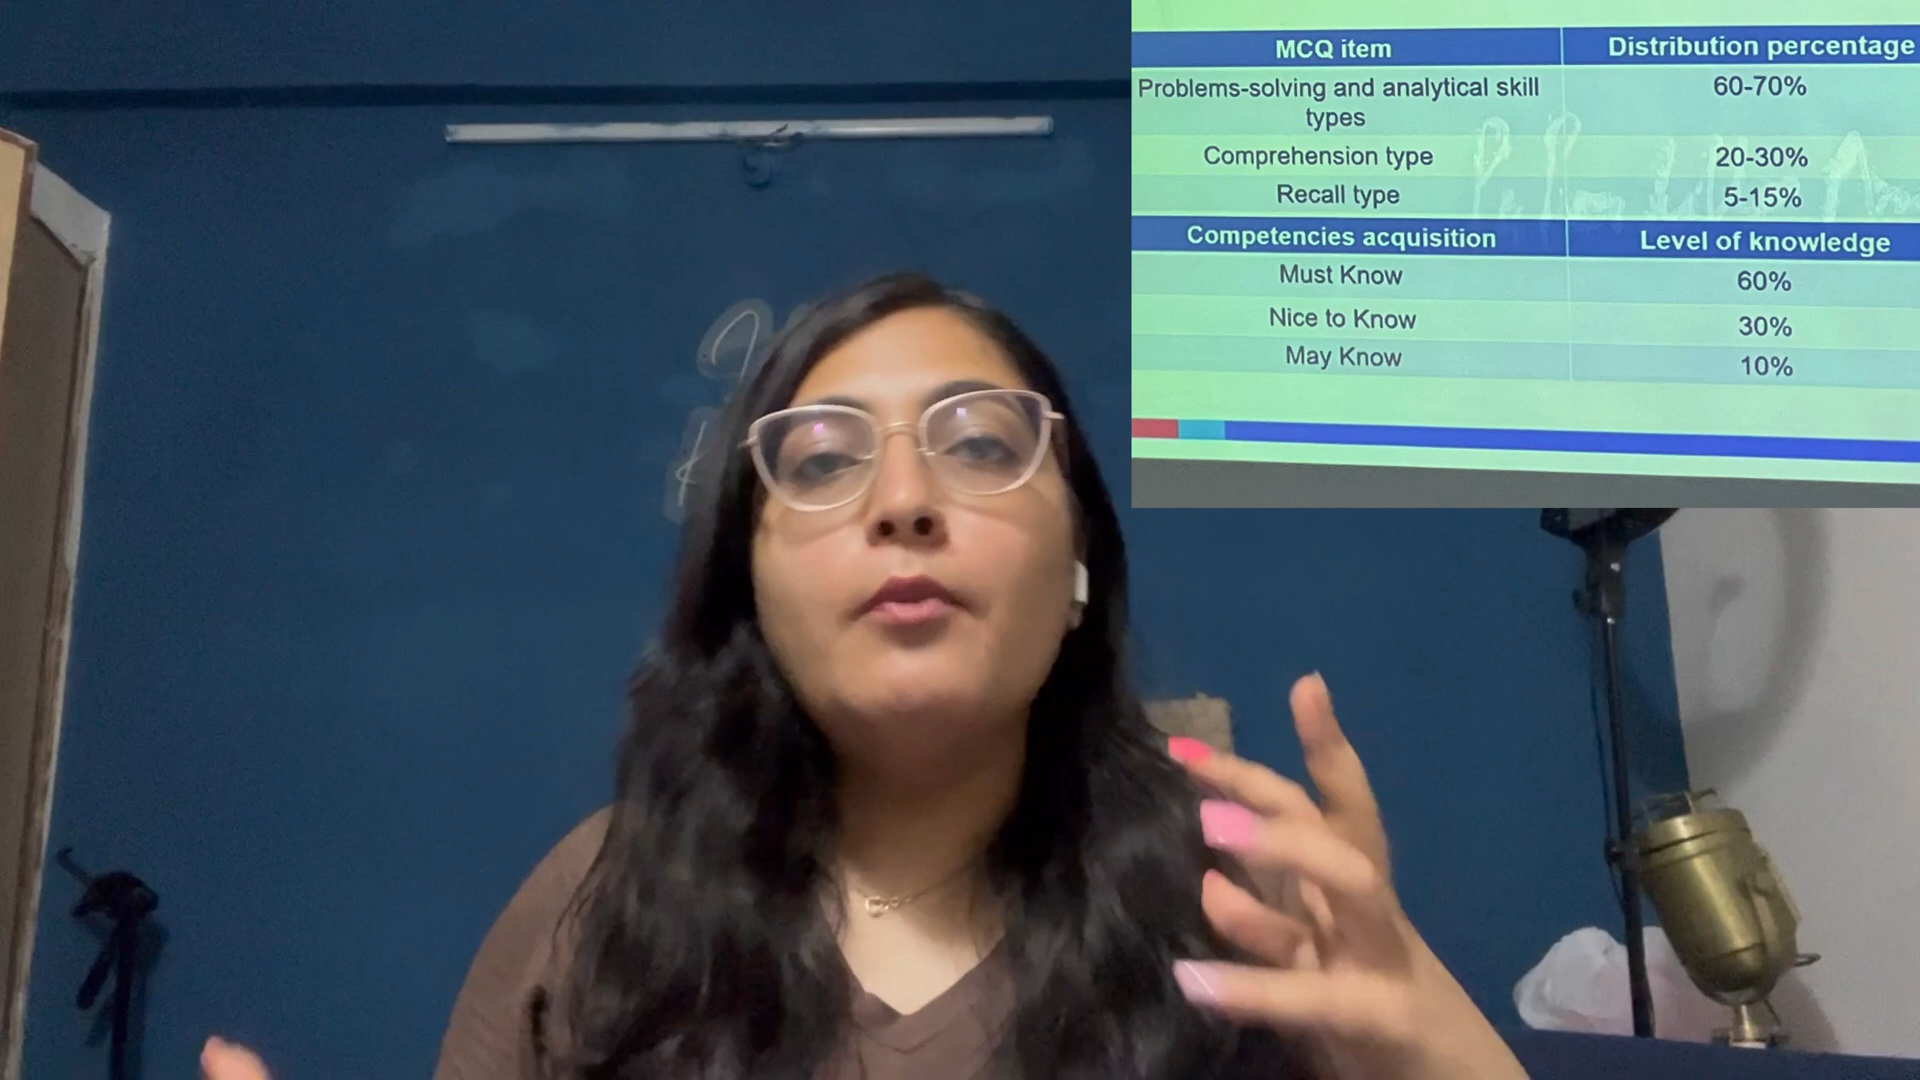 MCQ item Distribution percentage
Problems-solving and analytical skill 60-70%
types
Comprehension type 20-30%
Recall type 5-15%
Competencies acquisition Level of knowledge
Must Know 60%
Nice to Know 30%
May Know 10%